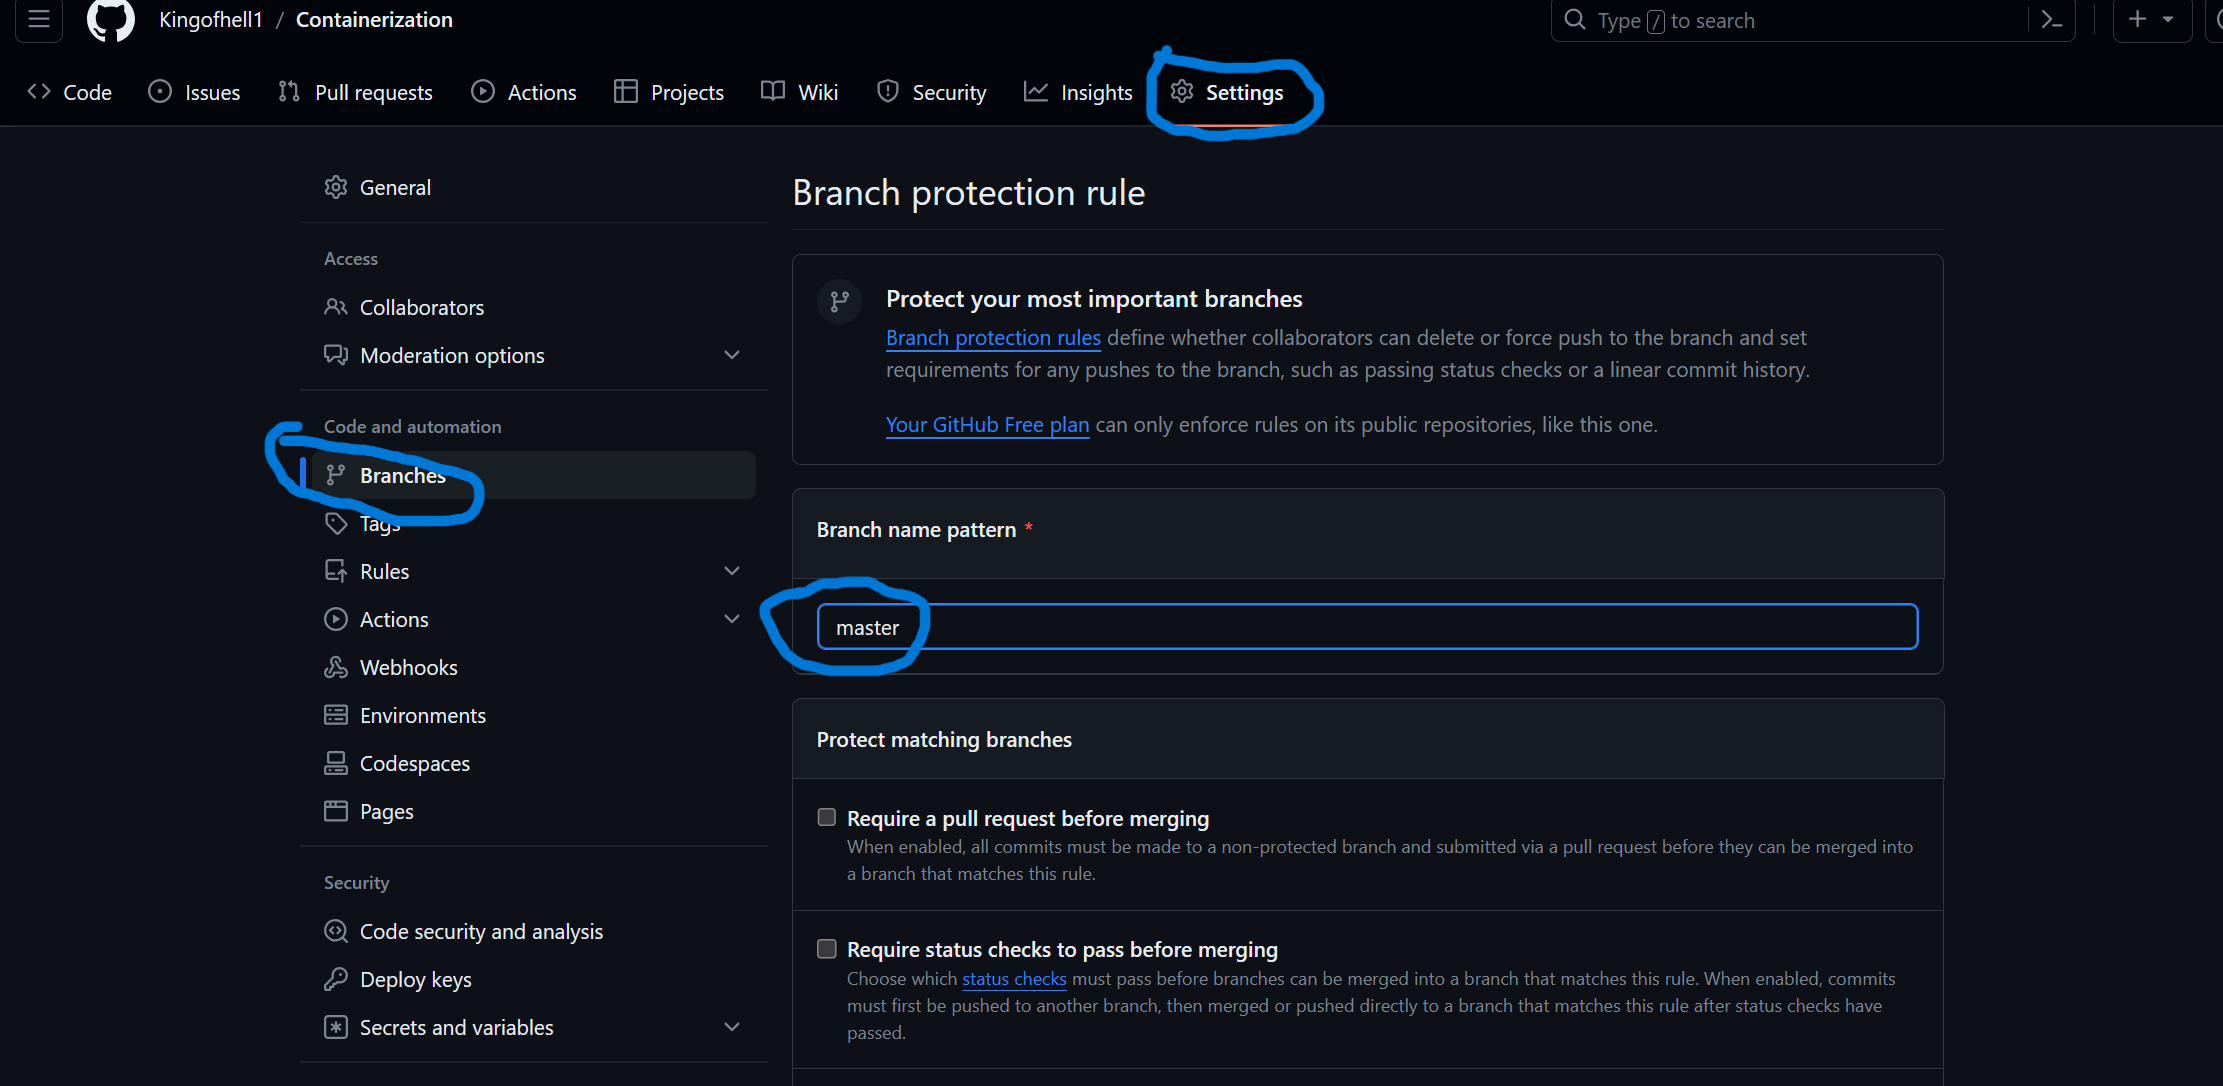 Kingofhell1 / Containerization
Type / to search
Code
Issues
Pull requests
Actions
Projects
Wiki
Security
Insights
Settings
General
Access
Collaborators
Moderation options
Code and automation
Branches
Tags
Rules
Actions
Webhooks
Environments
Codespaces
Pages
Security
Code security and analysis
Deploy keys
Secrets and variables
Branch protection rule
Protect your most important branches
Branch protection rules define whether collaborators can delete or force push to the branch and set
requirements for any pushes to the branch, such as passing status checks or a linear commit history.
Your GitHub Free plan can only enforce rules on its public repositories, like this one.
Branch name pattern *
master
Protect matching branches
Require a pull request before merging
When enabled, all commits must be made to a non-protected branch and submitted via a pull request before they can be merged into
a branch that matches this rule.
Require status checks to pass before merging
Choose which status checks must pass before branches can be merged into a branch that matches this rule. When enabled, commits
must first be pushed to another branch, then merged or pushed directly to a branch that matches this rule after status checks have
passed.